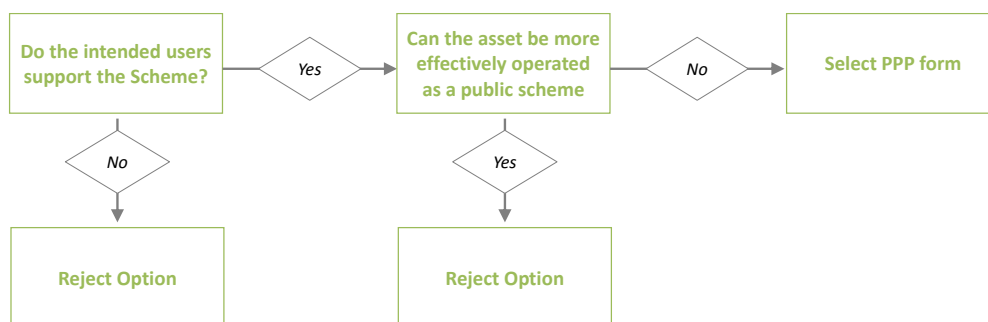 Do the intended users
support the Scheme?
Yes
Can the asset be more
effectively operated
as a public scheme
No
Select PPP form
No
Yes
Reject Option
Reject Option